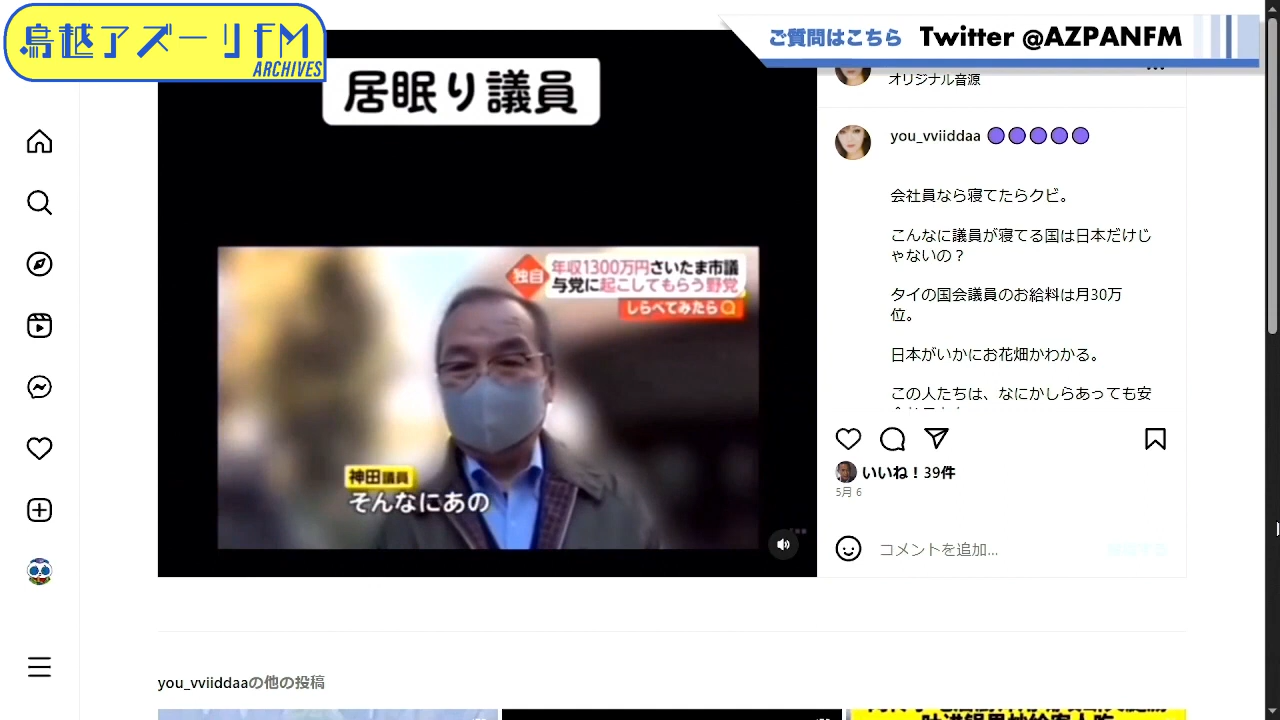 鳥越アズーリFM
ARCHIVES
ご質問はこちら Twitter @AZPANFM
居眠り議員
オリジナル音源
you_vviiddaa
会社員なら寝てたらクビ。
こんなに議員が寝てる国は日本だけじ
ゃないの？
タイの国会議員のお給料は月30万
位。
日本がいかにお花畑かわかる。
この人たちは、なにかしらあっても安
独自
年収1300万円さいたま市議
与党に起こしてもらう野党
しらべてみたら
神田議員
そんなにあの
いいね！39件
5月 6
コメントを追加...
you_vviiddaaの他の投稿